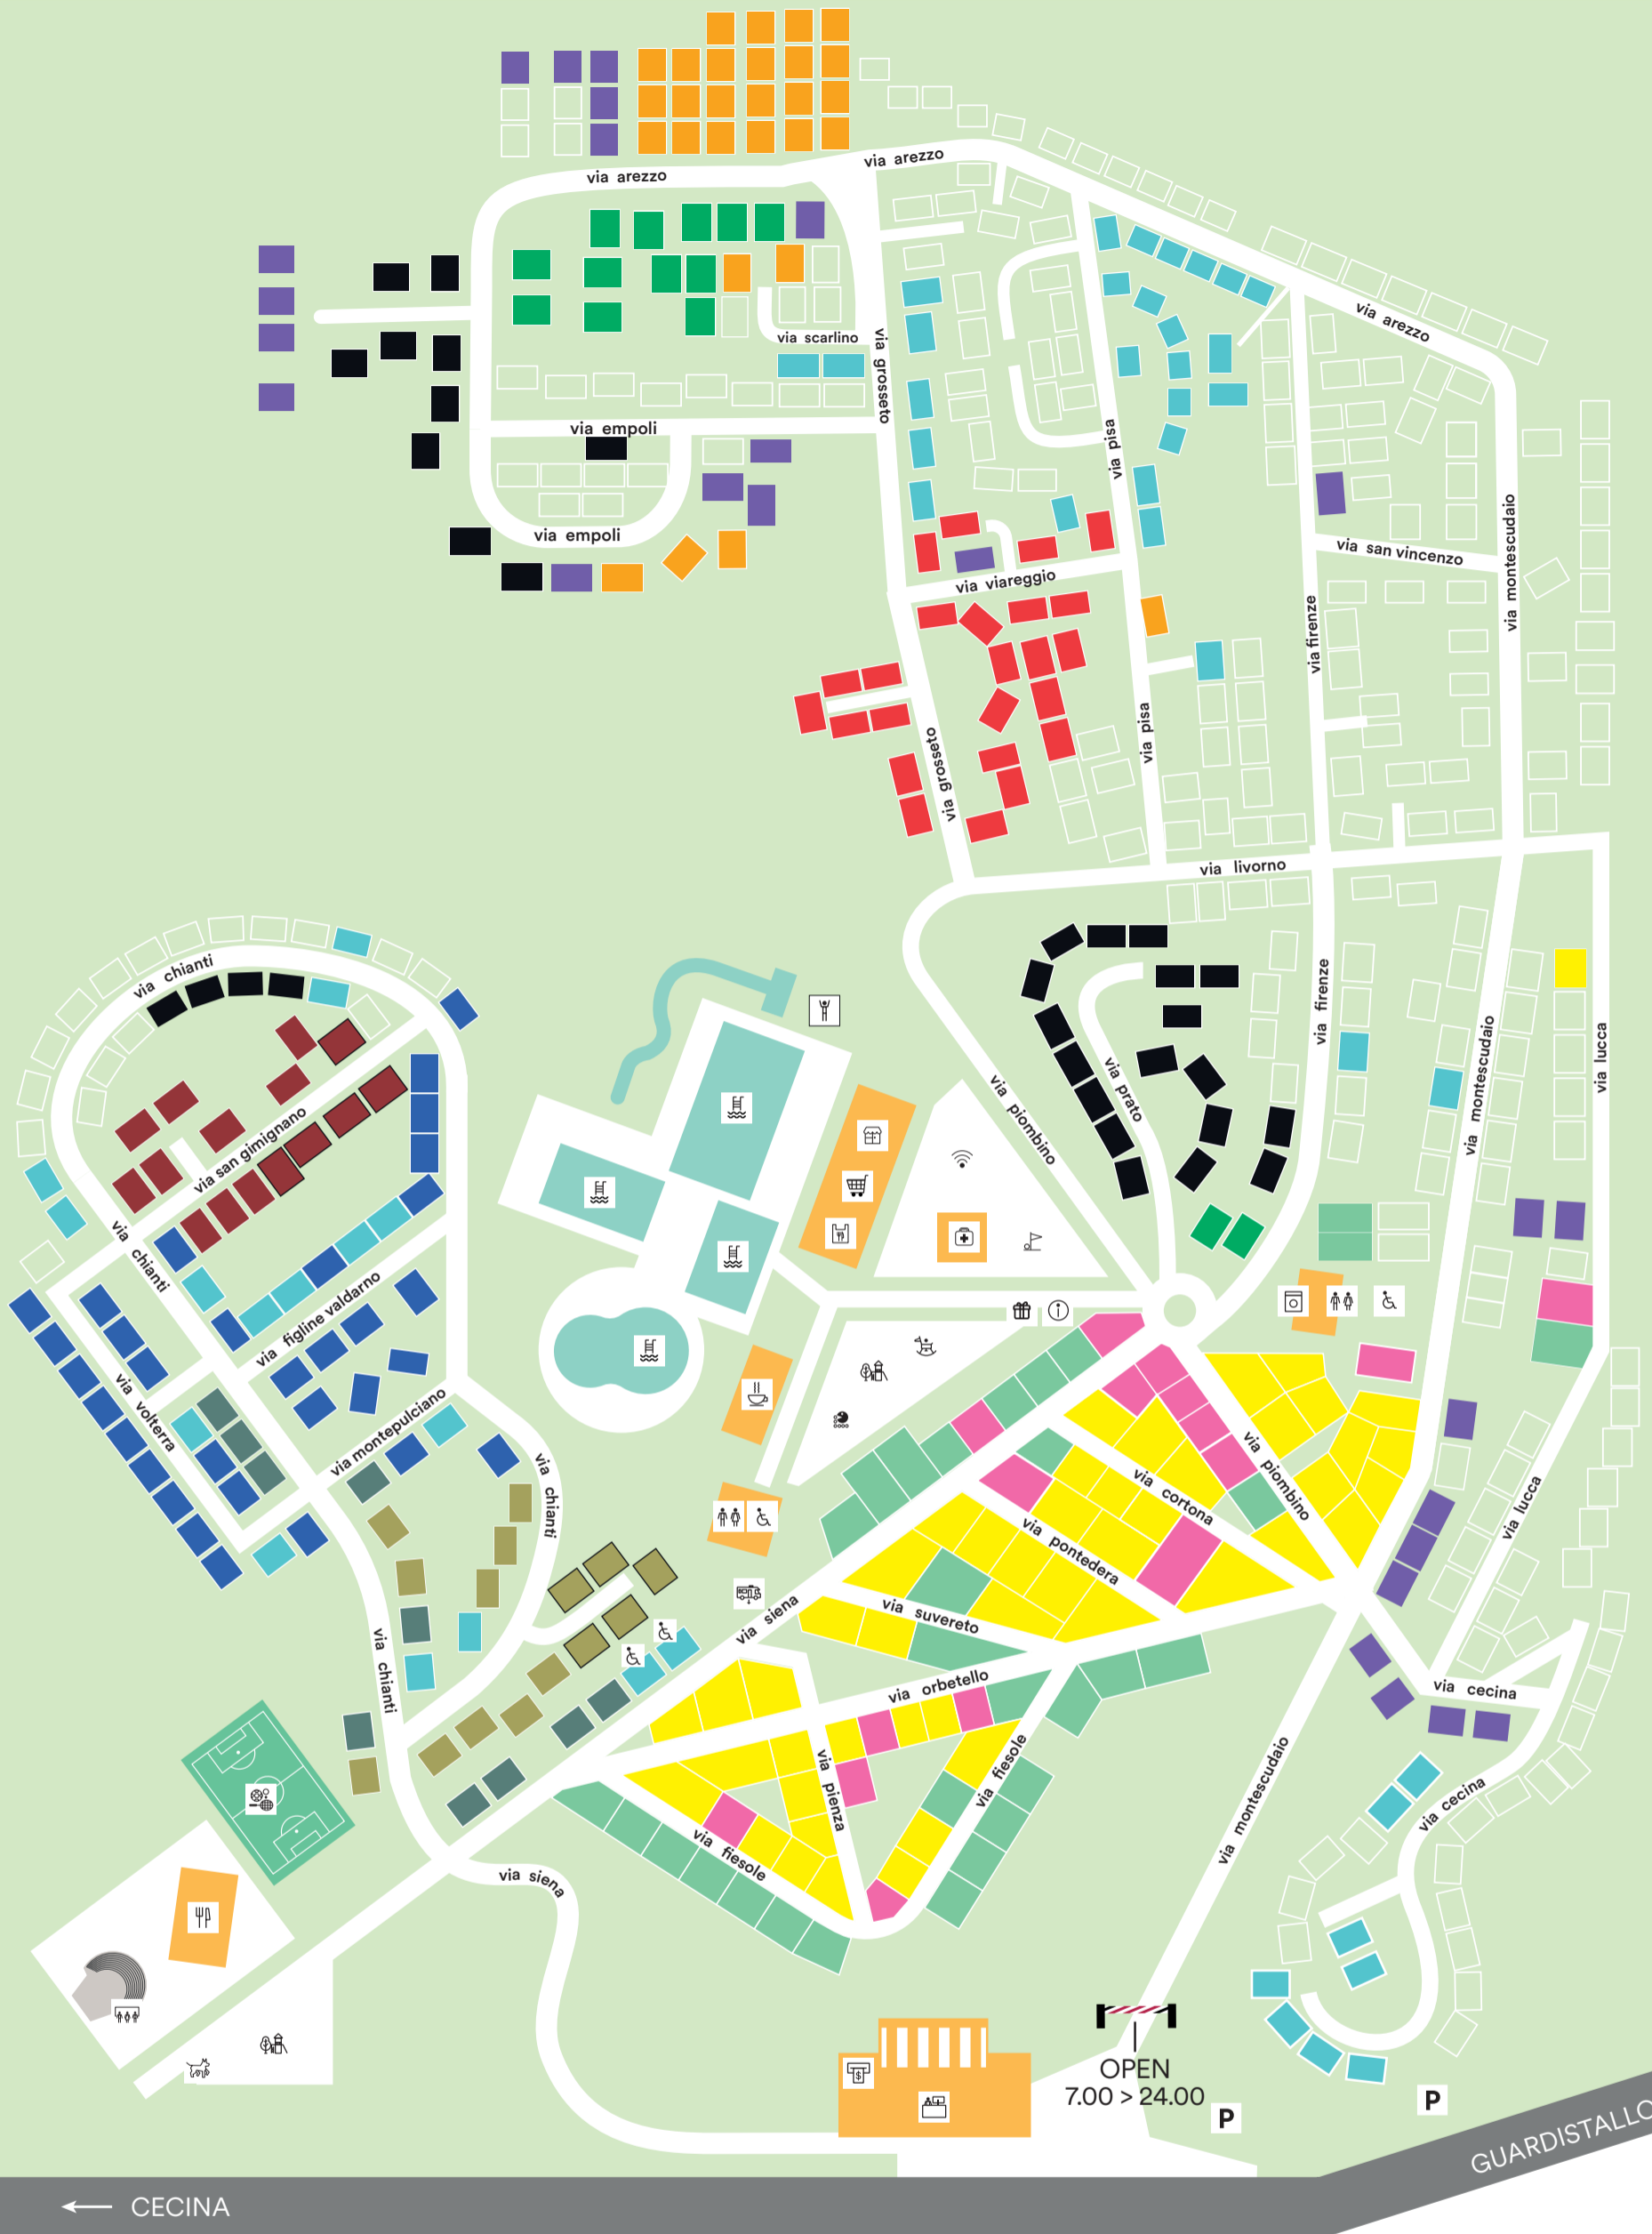 via arezzo
via arezzo
via arezzo
via scarlino
via grosseto
via empoli
via empoli
via pisa
via san vincenzo
via montescudaio
via viareggio
via firenze
via pisa
via grosseto
via livorno
via chianti
via firenze
via montescudaio
via lucca
via piombino
via prato
via san gimignano
via chianti
via figline valdarno
via volterra
via montepulciano
via chianti
via piombino
via cortona
via pontedera
via lucca
via siena
via suvereto
via chianti
via orbetello
via cecina
via pienza
via fiesole
via montescudaio
via cecina
via fiesole
via siena
OPEN
7.00 > 24.00
P
P
$
GUARDISTALLO
CECINA